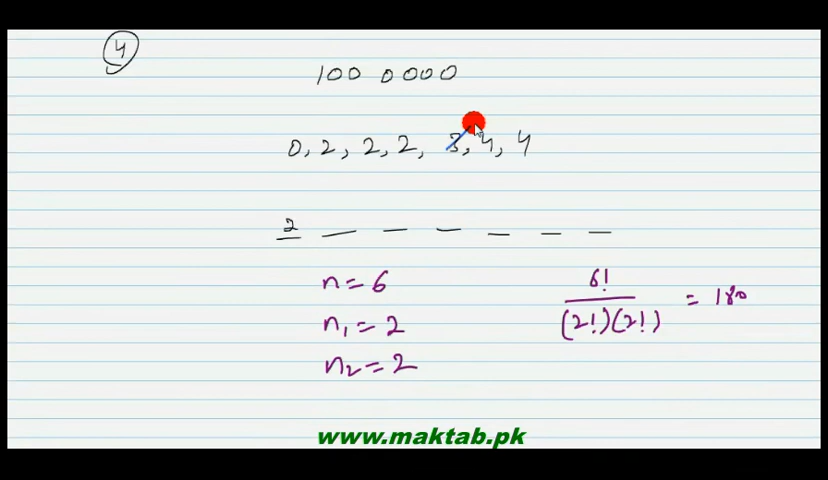 4
100 0000
0, 2, 2, 2, 3, 4, 4
2 _ _ _ _ _ _
n = 6
n₁ = 2
n₂ = 2
6! / (2!)(2!) = 180
www.maktab.pk